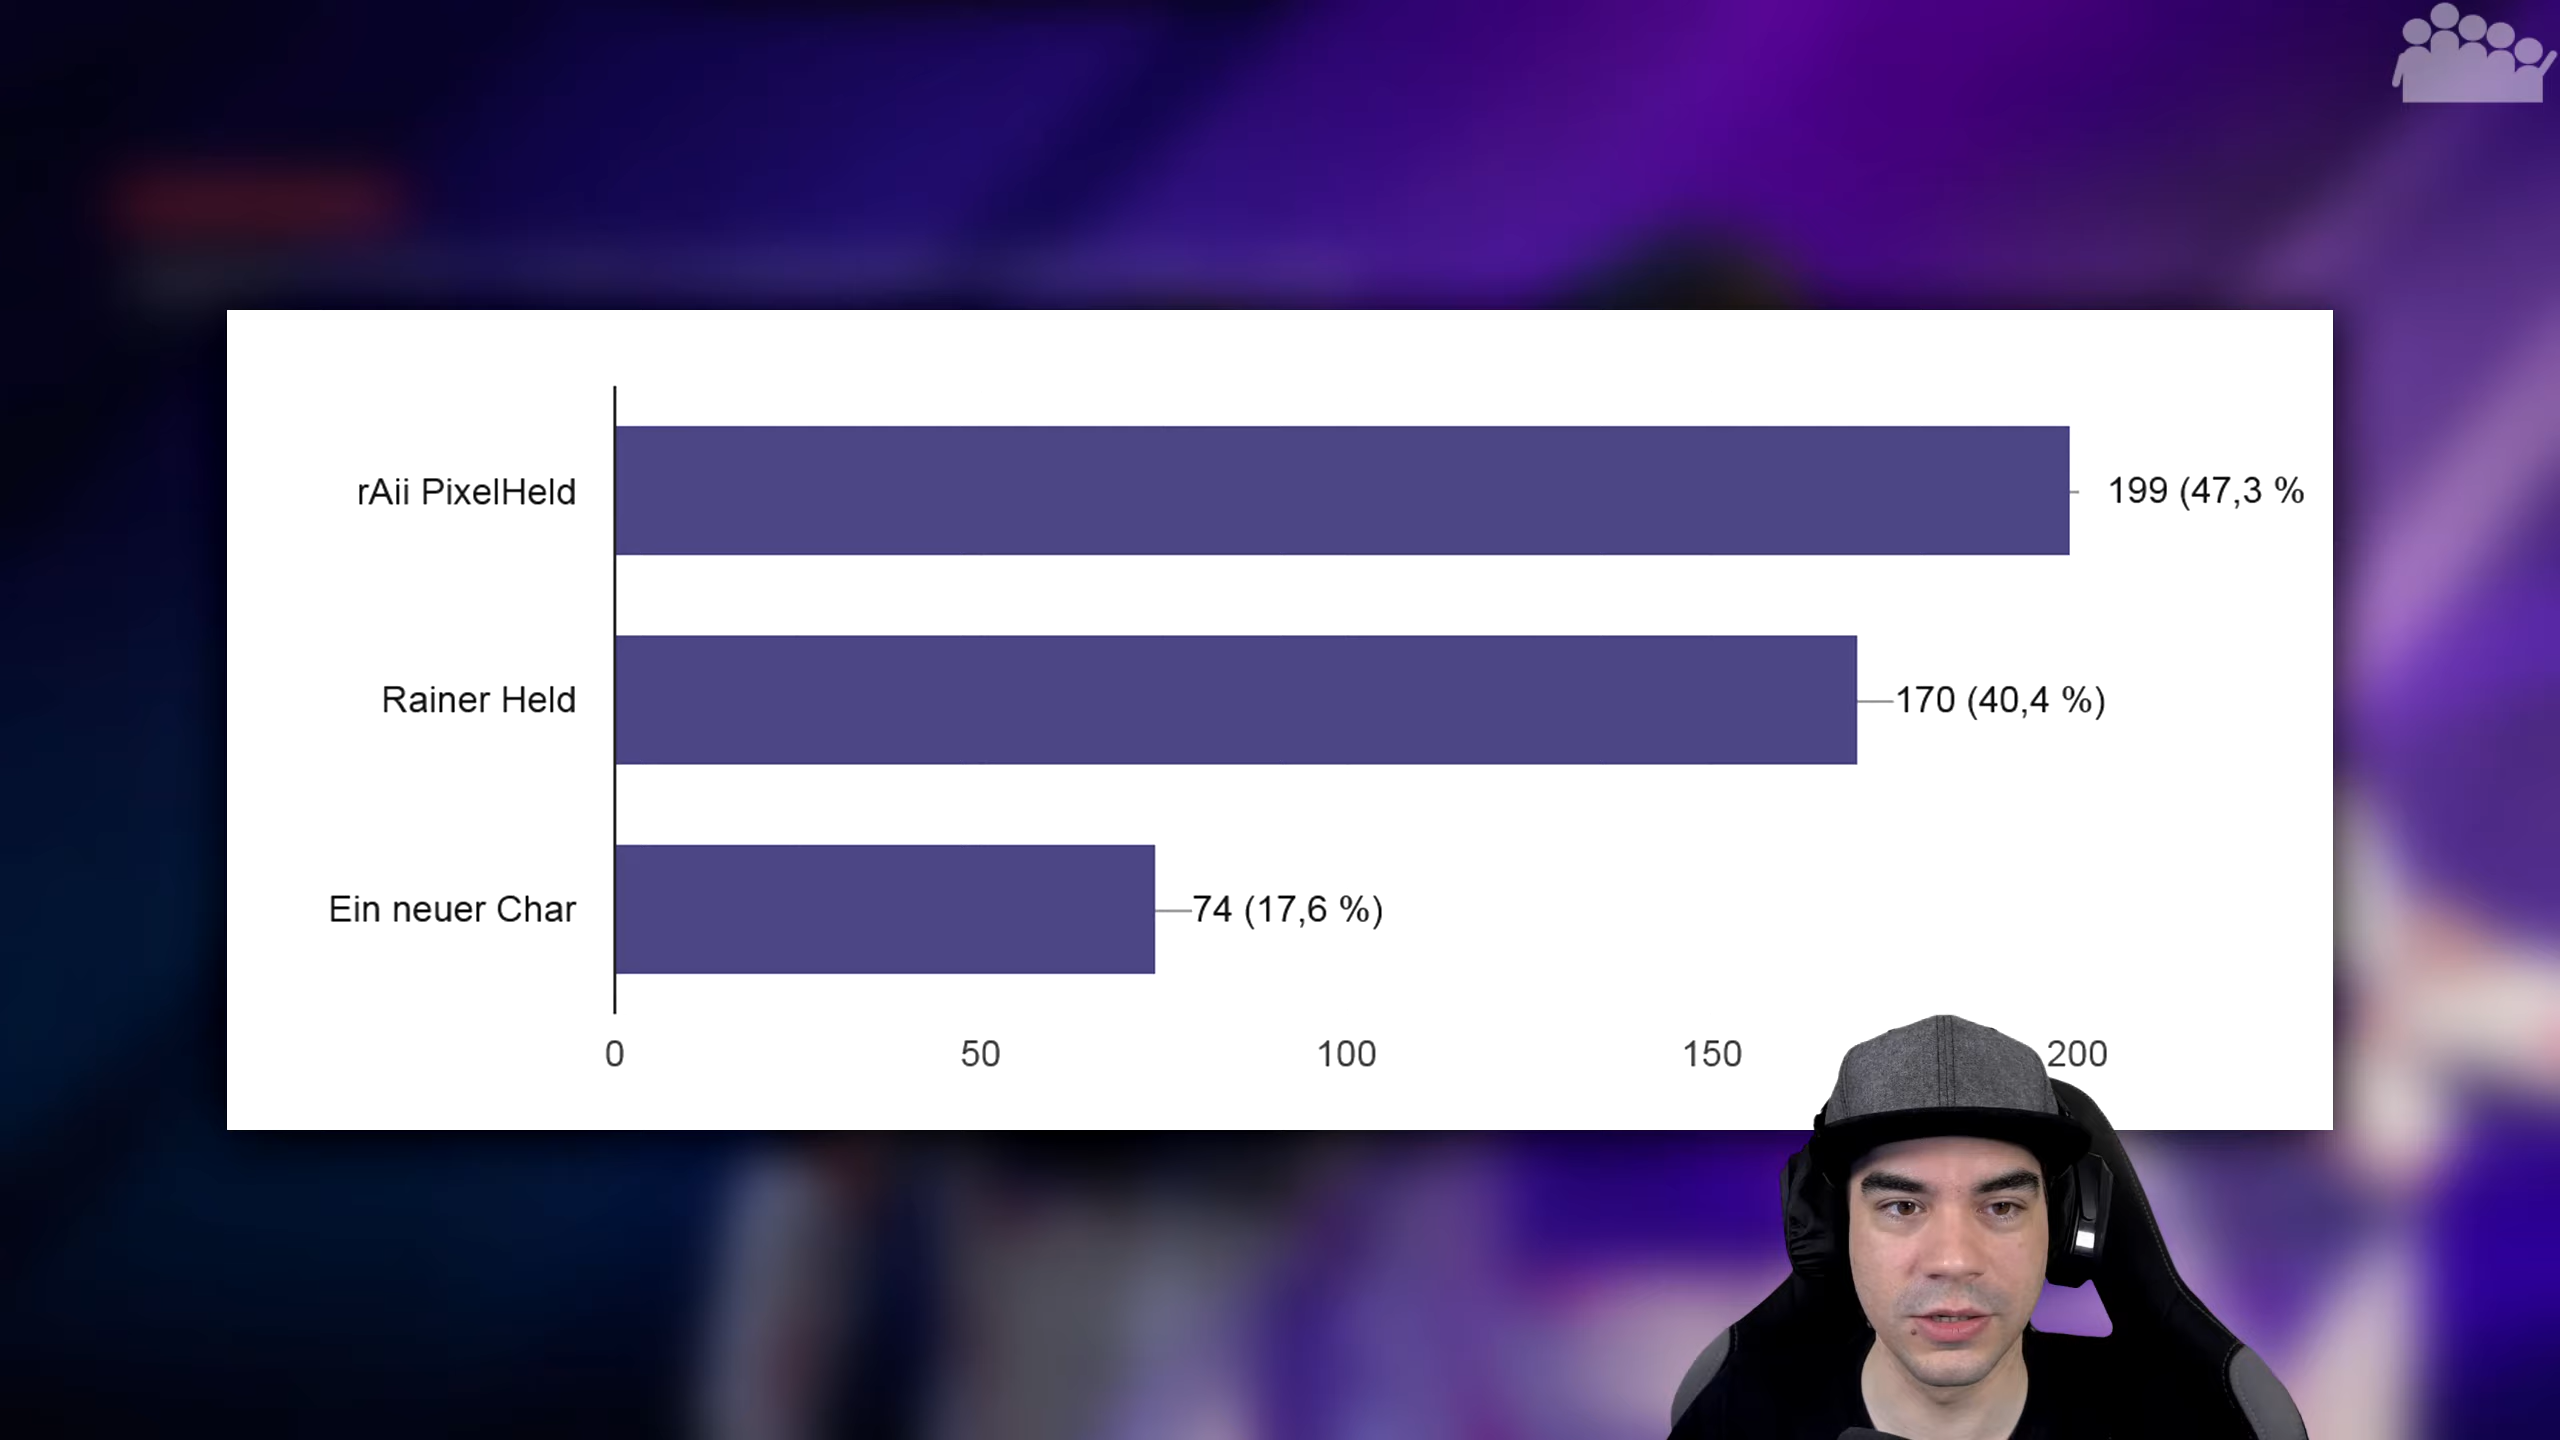 rAii PixelHeld 199 (47,3 %
Rainer Held 170 (40,4 %)
Ein neuer Char 74 (17,6 %)
0 50 100 150 200